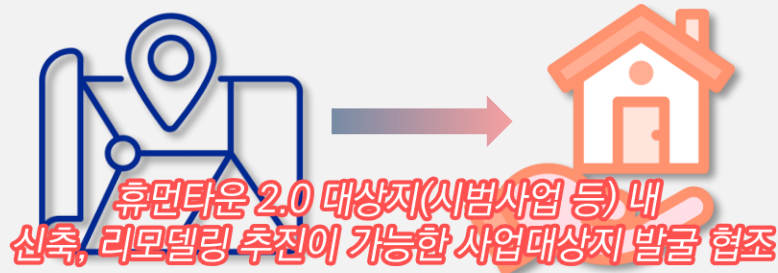 휴먼타운 2.0 대상지(시범사업 등) 내
신축, 리모델링 추진이 가능한 사업대상지 발굴 협조